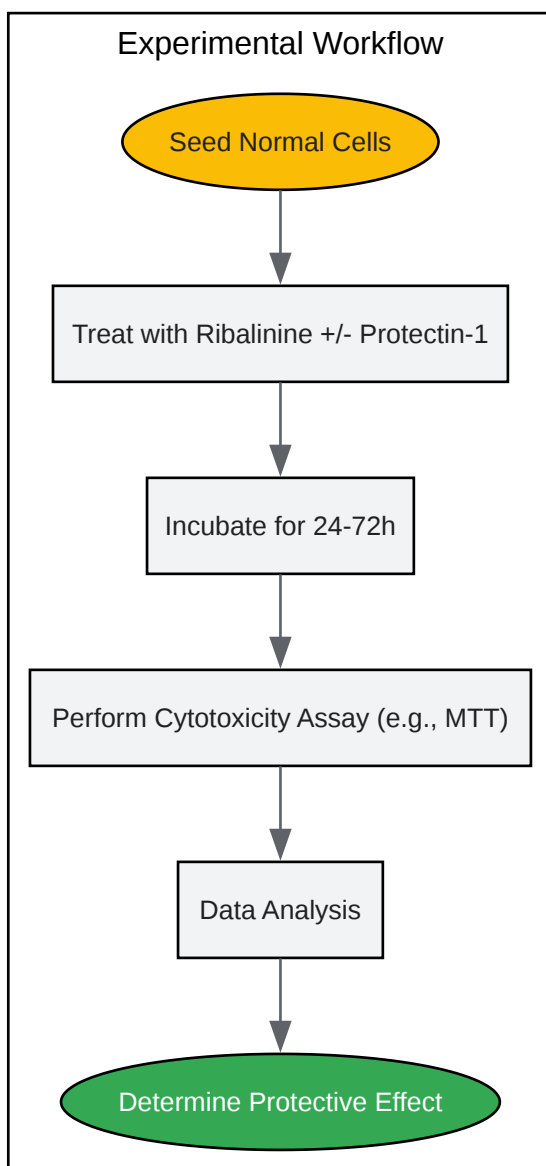 Experimental Workflow
Seed Normal Cells
Treat with Ribalinine +/- Protectin-1
Incubate for 24-72h
Perform Cytotoxicity Assay (e.g., MTT)
Data Analysis
Determine Protective Effect